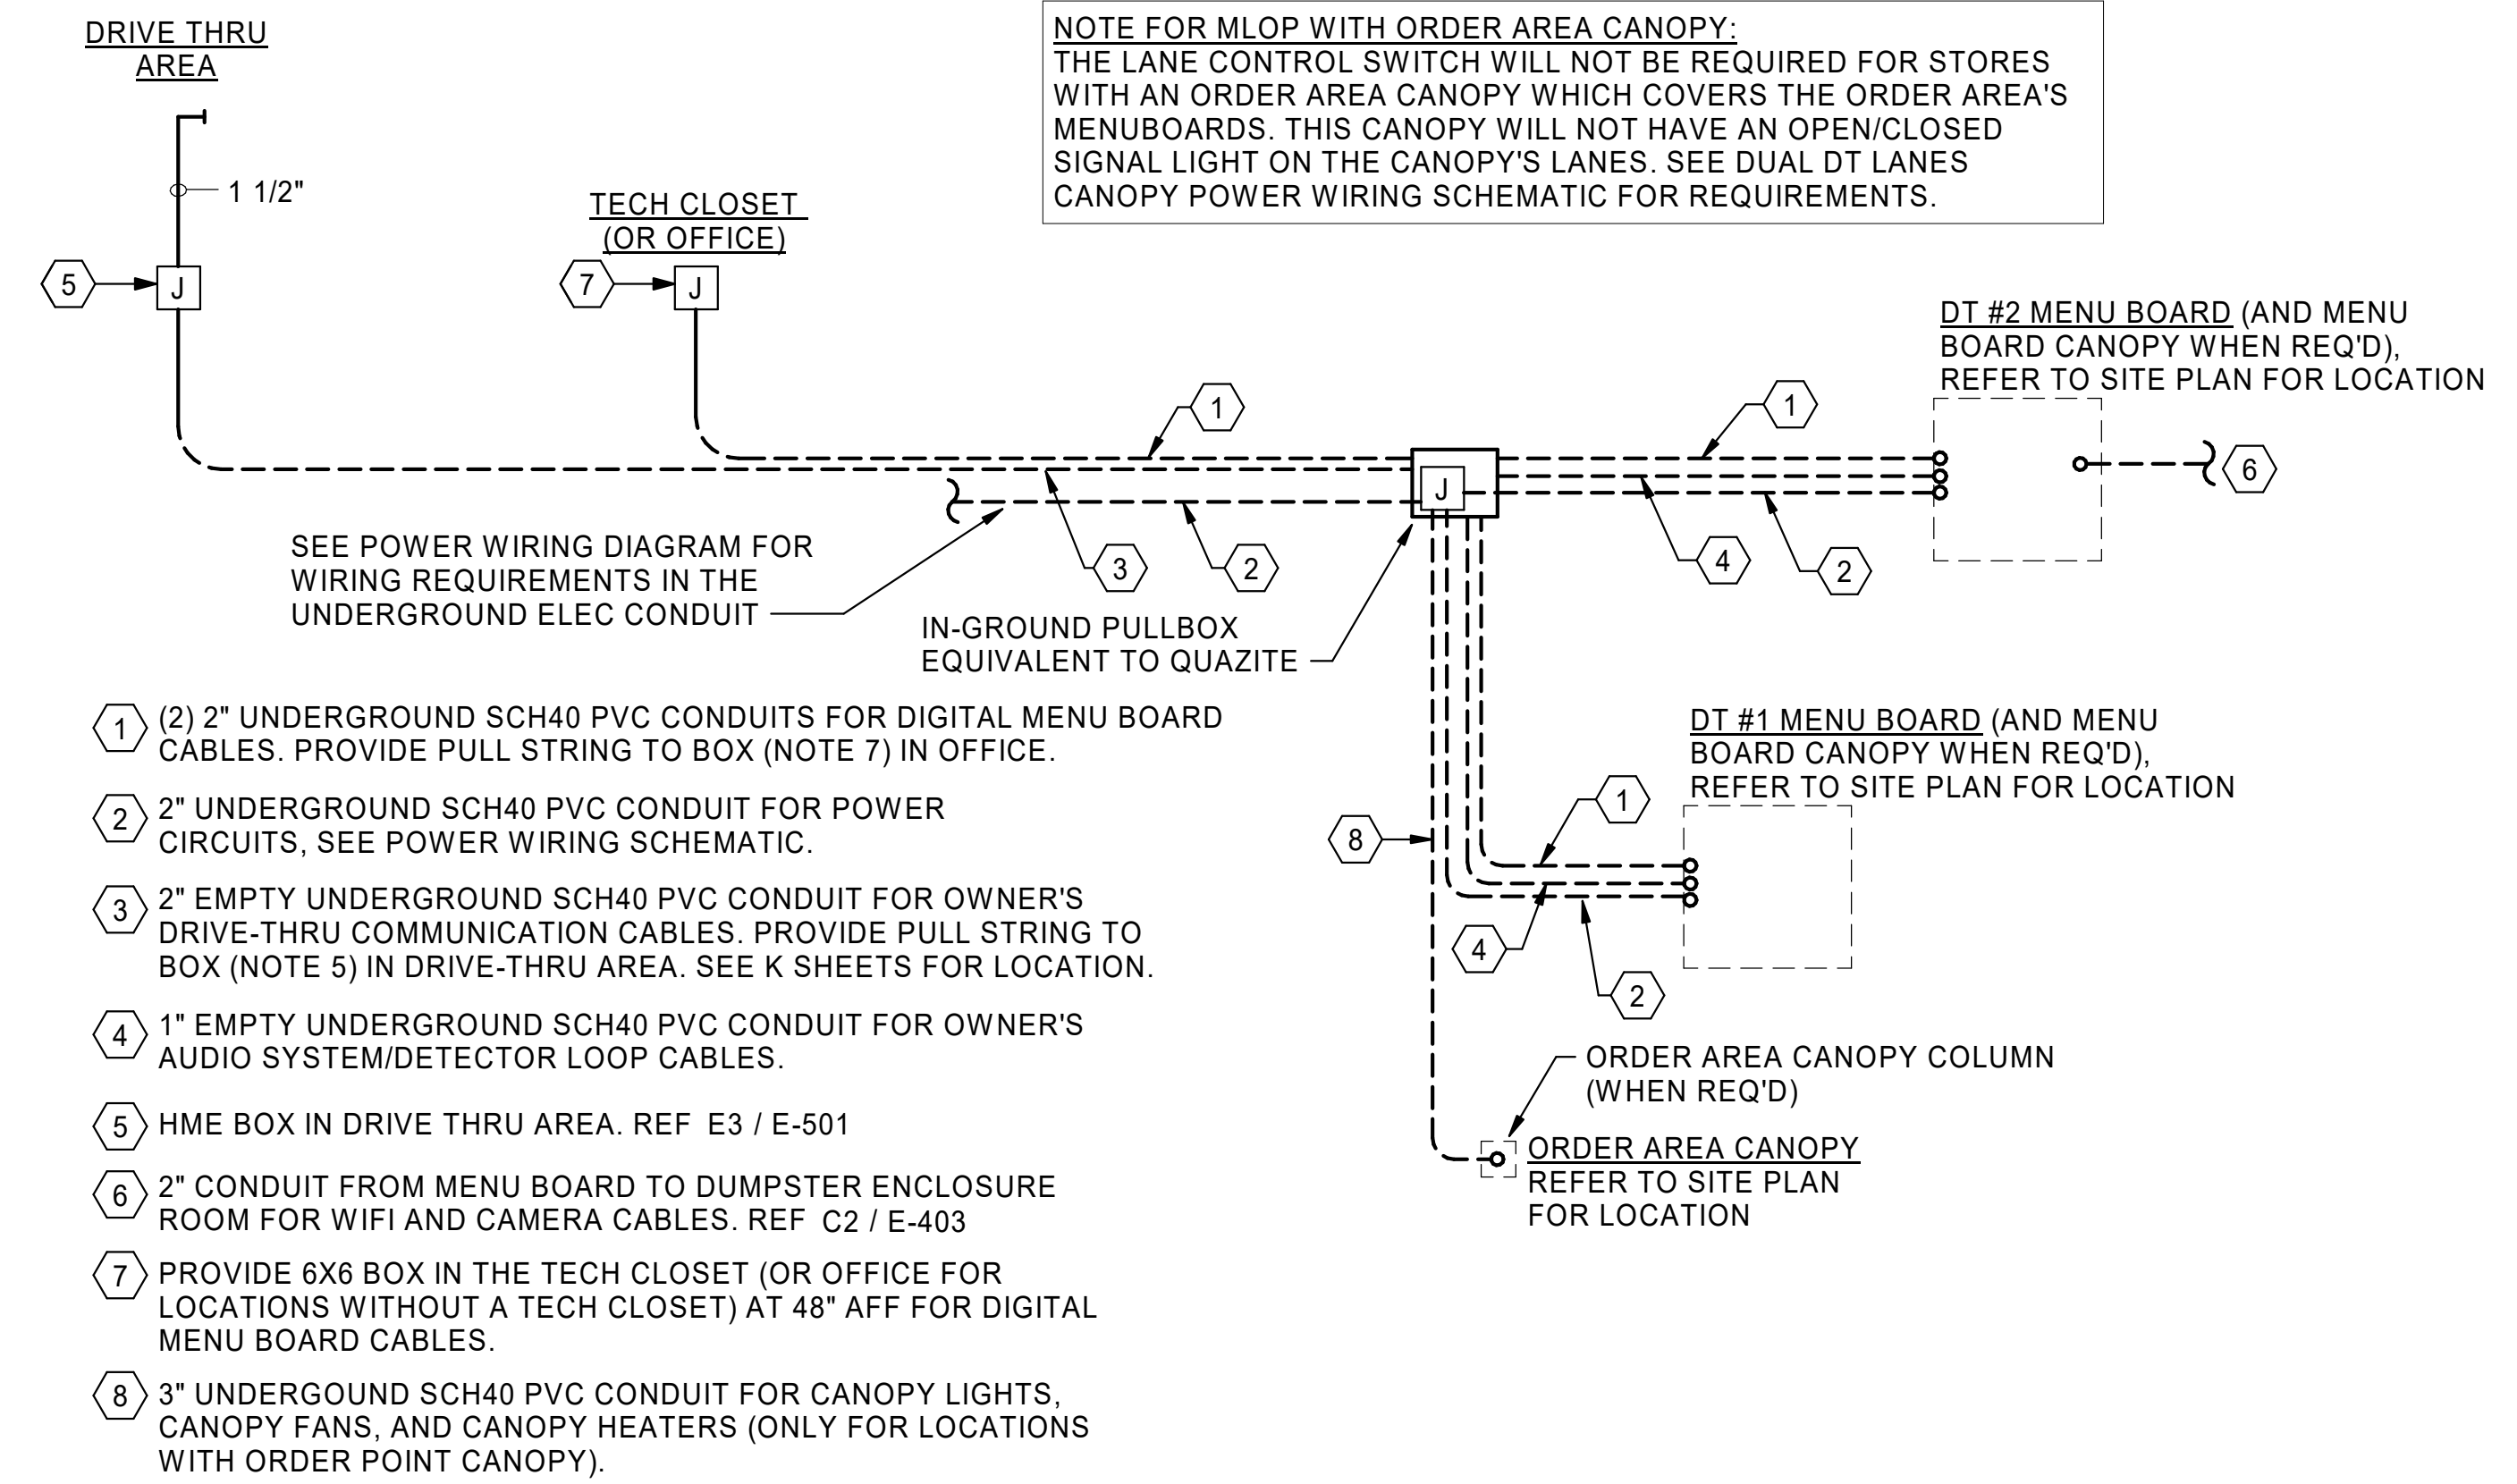 DRIVE THRU
AREA
1 1/2"
5
J
TECH CLOSET
(OR OFFICE)
7
J
NOTE FOR MLOP WITH ORDER AREA CANOPY:
THE LANE CONTROL SWITCH WILL NOT BE REQUIRED FOR STORES
WITH AN ORDER AREA CANOPY WHICH COVERS THE ORDER AREA'S
MENUBOARDS. THIS CANOPY WILL NOT HAVE AN OPEN/CLOSED
SIGNAL LIGHT ON THE CANOPY'S LANES. SEE DUAL DT LANES
CANOPY POWER WIRING SCHEMATIC FOR REQUIREMENTS.
DT #2 MENU BOARD (AND MENU
BOARD CANOPY WHEN REQ'D),
REFER TO SITE PLAN FOR LOCATION
1
1
6
J
3
2
4
2
SEE POWER WIRING DIAGRAM FOR
WIRING REQUIREMENTS IN THE
UNDERGROUND ELEC CONDUIT
IN-GROUND PULLBOX
EQUIVALENT TO QUAZITE
DT #1 MENU BOARD (AND MENU
BOARD CANOPY WHEN REQ'D),
REFER TO SITE PLAN FOR LOCATION
1
8
4
2
ORDER AREA CANOPY COLUMN
(WHEN REQ'D)
ORDER AREA CANOPY
REFER TO SITE PLAN
FOR LOCATION
1 (2) 2" UNDERGROUND SCH40 PVC CONDUITS FOR DIGITAL MENU BOARD
CABLES. PROVIDE PULL STRING TO BOX (NOTE 7) IN OFFICE.
2 2" UNDERGROUND SCH40 PVC CONDUIT FOR POWER
CIRCUITS, SEE POWER WIRING SCHEMATIC.
3 2" EMPTY UNDERGROUND SCH40 PVC CONDUIT FOR OWNER'S
DRIVE-THRU COMMUNICATION CABLES. PROVIDE PULL STRING TO
BOX (NOTE 5) IN DRIVE-THRU AREA. SEE K SHEETS FOR LOCATION.
4 1" EMPTY UNDERGROUND SCH40 PVC CONDUIT FOR OWNER'S
AUDIO SYSTEM/DETECTOR LOOP CABLES.
5 HME BOX IN DRIVE THRU AREA. REF E3 / E-501
6 2" CONDUIT FROM MENU BOARD TO DUMPSTER ENCLOSURE
ROOM FOR WIFI AND CAMERA CABLES. REF C2 / E-403
7 PROVIDE 6X6 BOX IN THE TECH CLOSET (OR OFFICE FOR
LOCATIONS WITHOUT A TECH CLOSET) AT 48" AFF FOR DIGITAL
MENU BOARD CABLES.
8 3" UNDERGOUND SCH40 PVC CONDUIT FOR CANOPY LIGHTS,
CANOPY FANS, AND CANOPY HEATERS (ONLY FOR LOCATIONS
WITH ORDER POINT CANOPY).